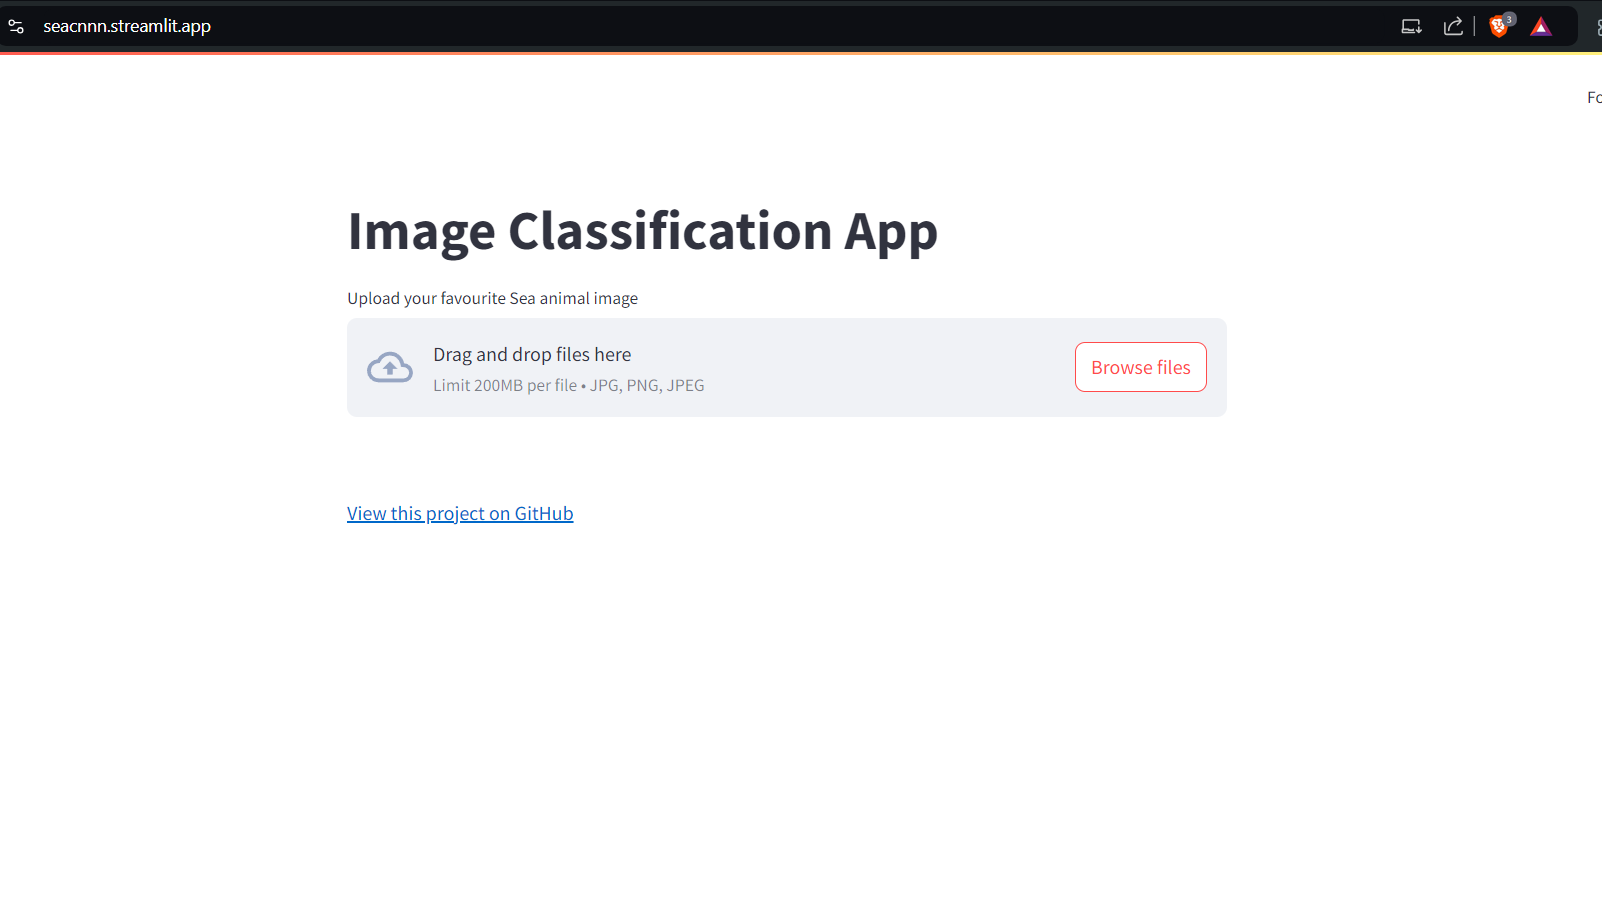 seacnnn.streamlit.app
3
Fo
Image Classification App
Upload your favourite Sea animal image
Drag and drop files here
Limit 200MB per file • JPG, PNG, JPEG
Browse files
View this project on GitHub